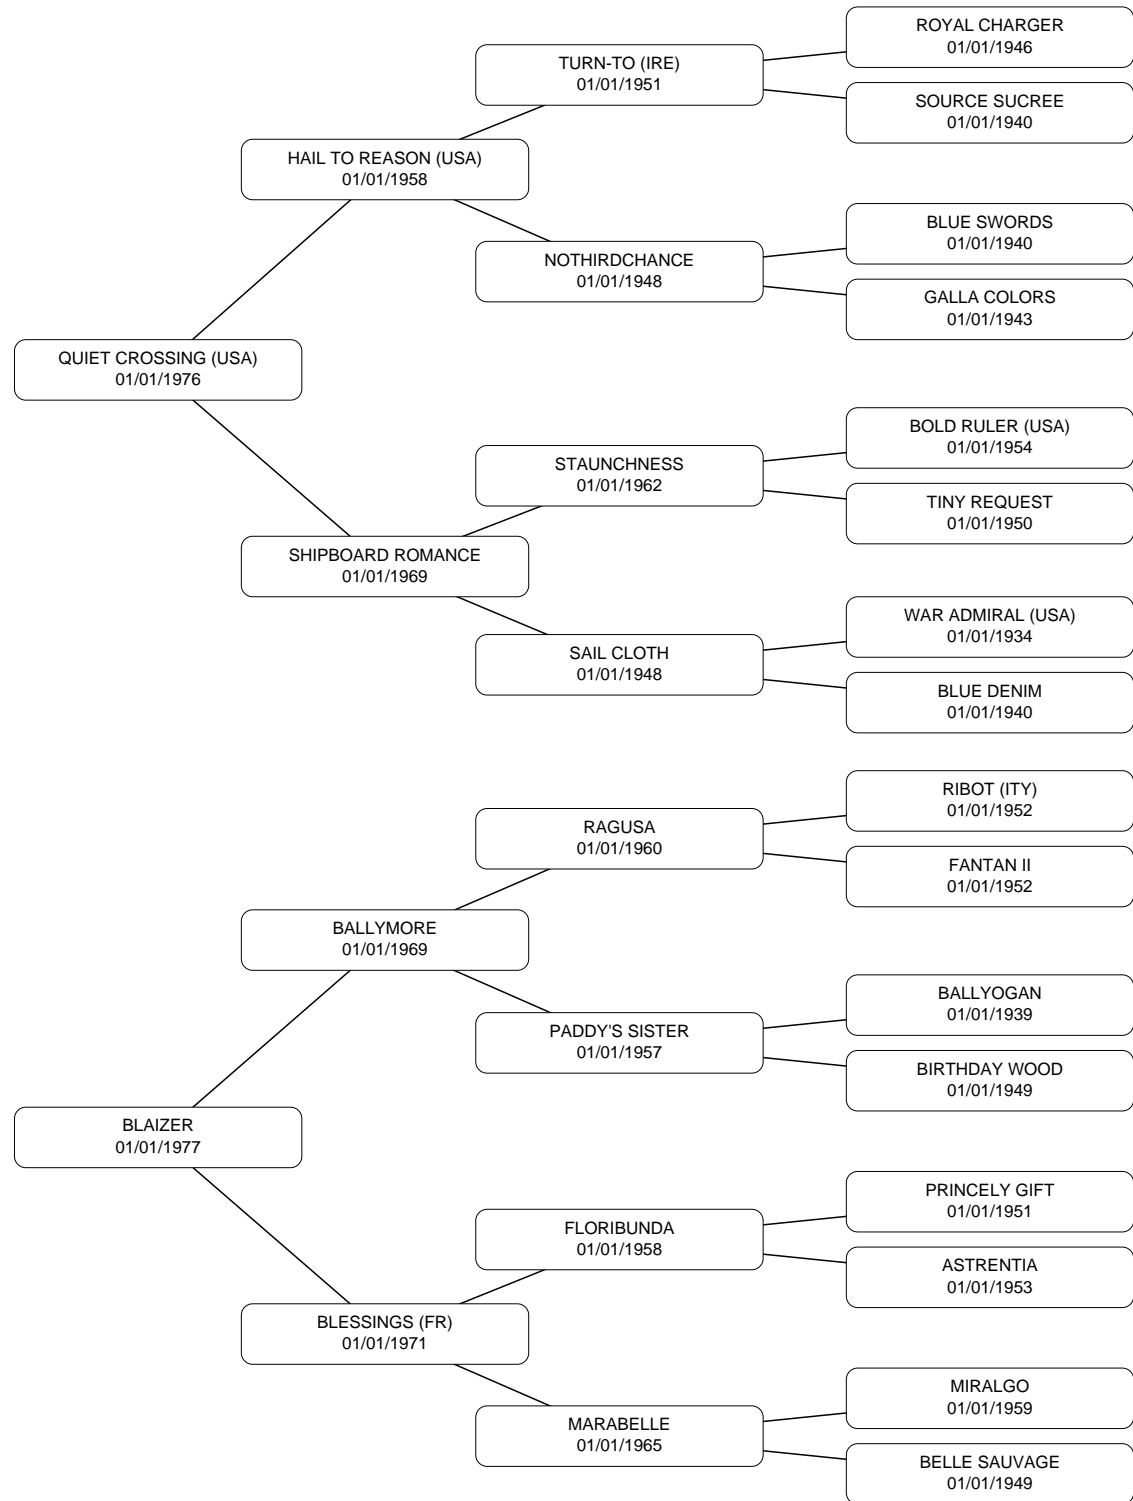 ROYAL CHARGER
01/01/1946
TURN-TO (IRE)
01/01/1951
SOURCE SUCREE
01/01/1940
HAIL TO REASON (USA)
01/01/1958
BLUE SWORDS
01/01/1940
NOTHIRDCHANCE
01/01/1948
GALLA COLORS
01/01/1943
QUIET CROSSING (USA)
01/01/1976
BOLD RULER (USA)
01/01/1954
STAUNCHNESS
01/01/1962
TINY REQUEST
01/01/1950
SHIPBOARD ROMANCE
01/01/1969
WAR ADMIRAL (USA)
01/01/1934
SAIL CLOTH
01/01/1948
BLUE DENIM
01/01/1940
RIBOT (ITY)
01/01/1952
RAGUSA
01/01/1960
FANTAN II
01/01/1952
BALLYMORE
01/01/1969
BALLYOGAN
01/01/1939
PADDY'S SISTER
01/01/1957
BIRTHDAY WOOD
01/01/1949
BLAIZER
01/01/1977
PRINCELY GIFT
01/01/1951
FLORIBUNDA
01/01/1958
ASTRENTIA
01/01/1953
BLESSINGS (FR)
01/01/1971
MIRALGO
01/01/1959
MARABELLE
01/01/1965
BELLE SAUVAGE
01/01/1949